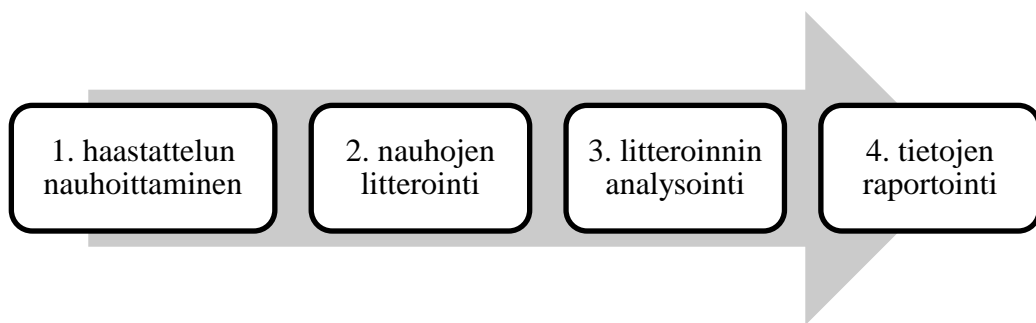 1. haastattelun
nauhoittaminen
2. nauhojen
litterointi
3. litteroinnin
analysointi
4. tietojen
raportointi